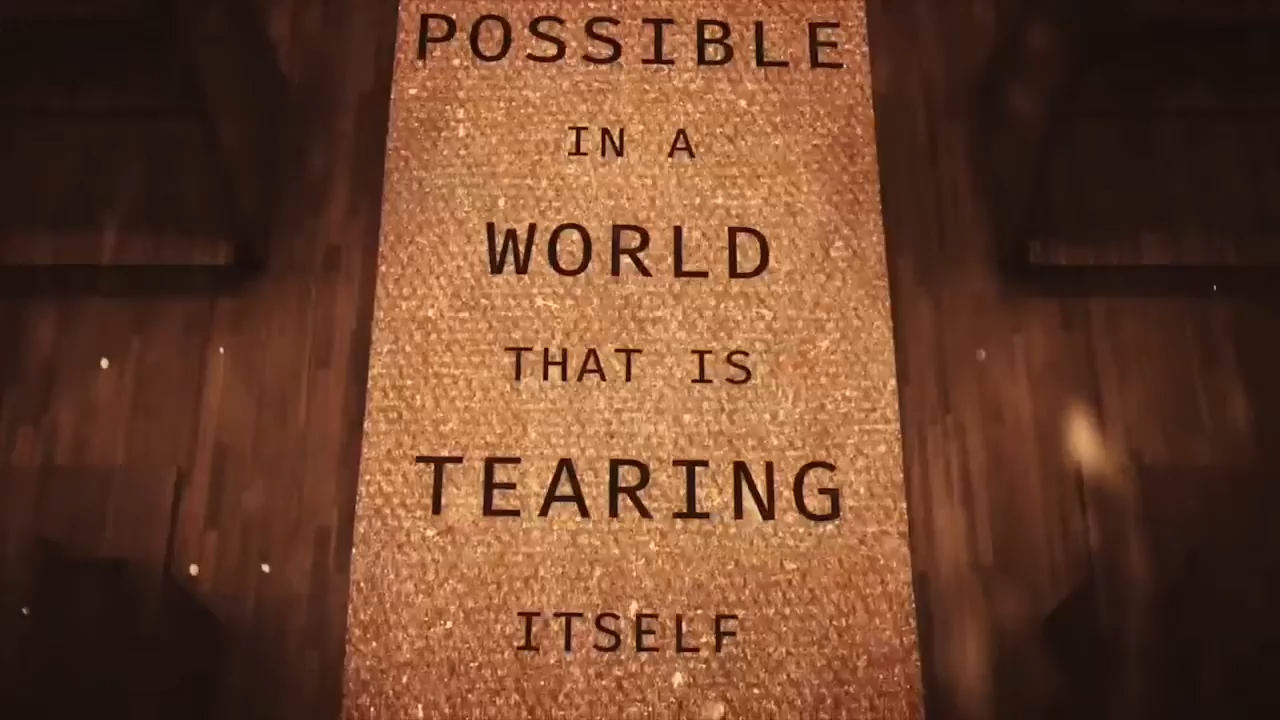 POSSIBLE
IN A
WORLD
THAT IS
TEARING
ITSELF